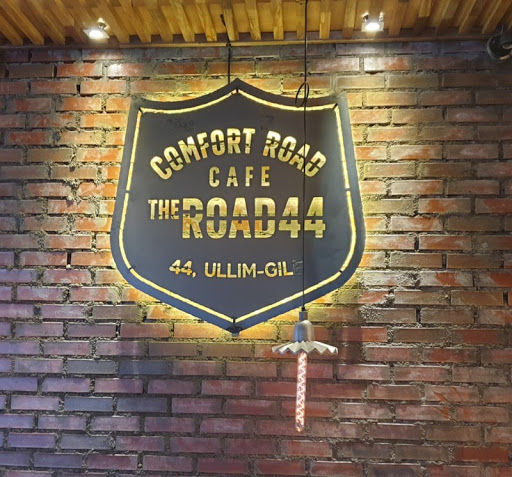 COMFORT ROAD
CAFE
THE ROAD44
44, ULLIM-GIL